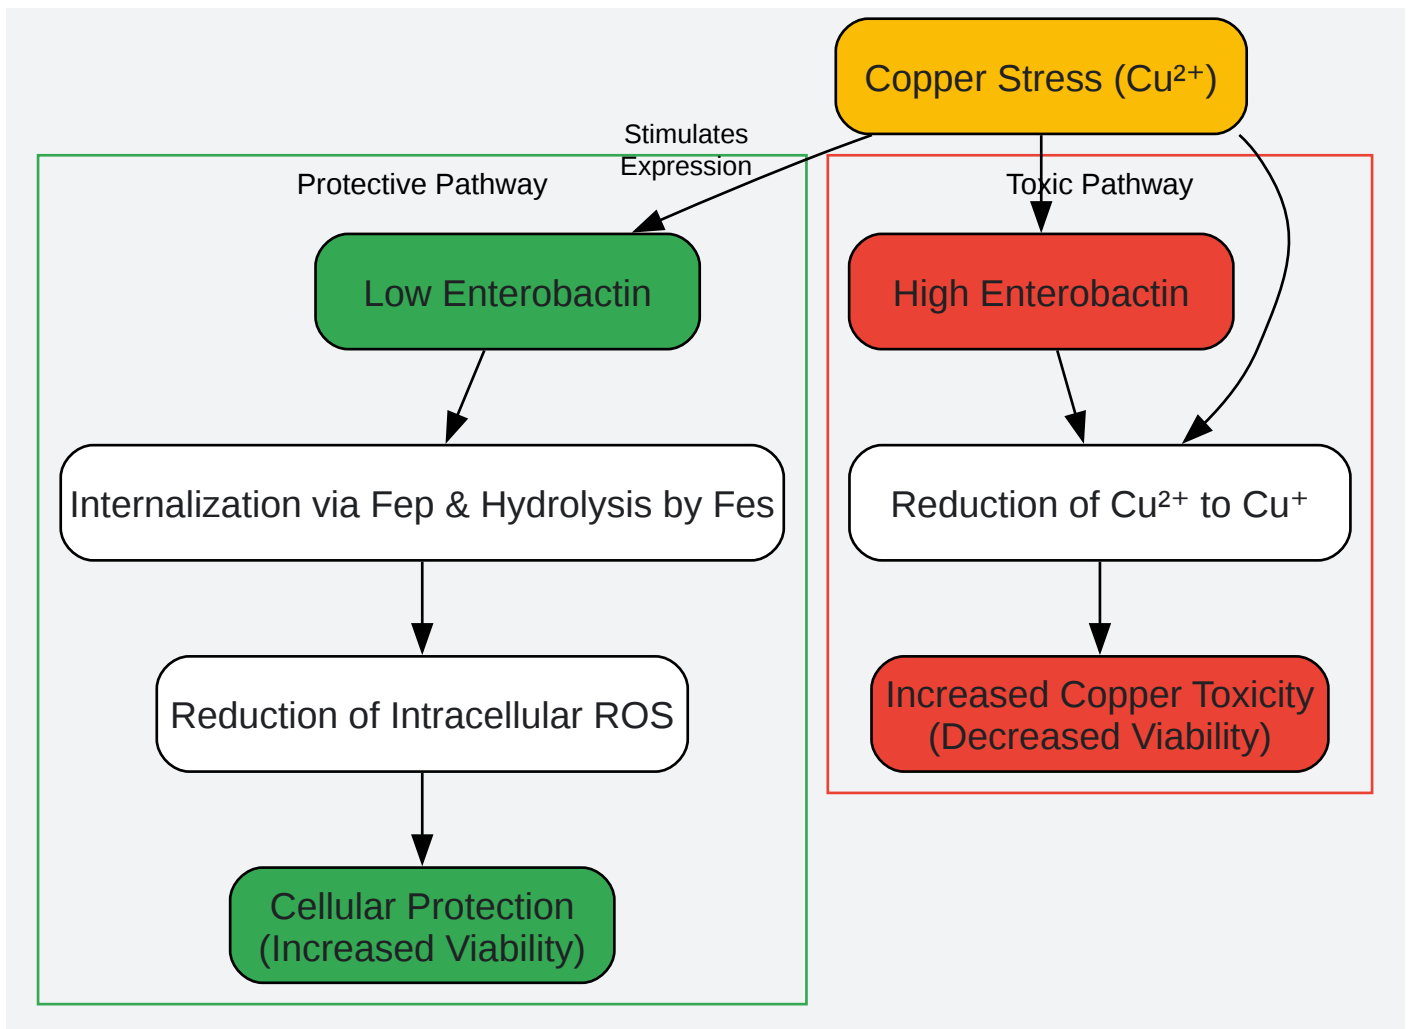 Copper Stress (Cu²⁺)
Stimulates
Expression
Protective Pathway
Toxic Pathway
Low Enterobactin
High Enterobactin
Internalization via Fep & Hydrolysis by Fes
Reduction of Cu²⁺ to Cu⁺
Reduction of Intracellular ROS
Increased Copper Toxicity
(Decreased Viability)
Cellular Protection
(Increased Viability)